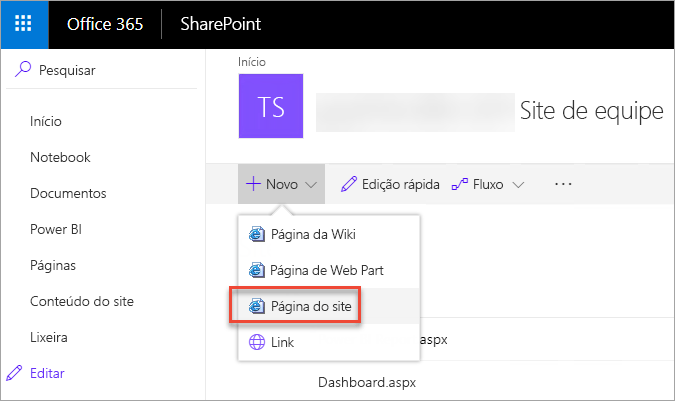 Office 365 SharePoint
Pesquisar
Início
Notebook
Documentos
Power BI
Páginas
Conteúdo do site
Lixeira
Editar
Início
TS
Site de equipe
Novo Edição rápida Fluxo ...
Página da Wiki
Página de Web Part
Página do site
Link
aspx
Dashboard.aspx